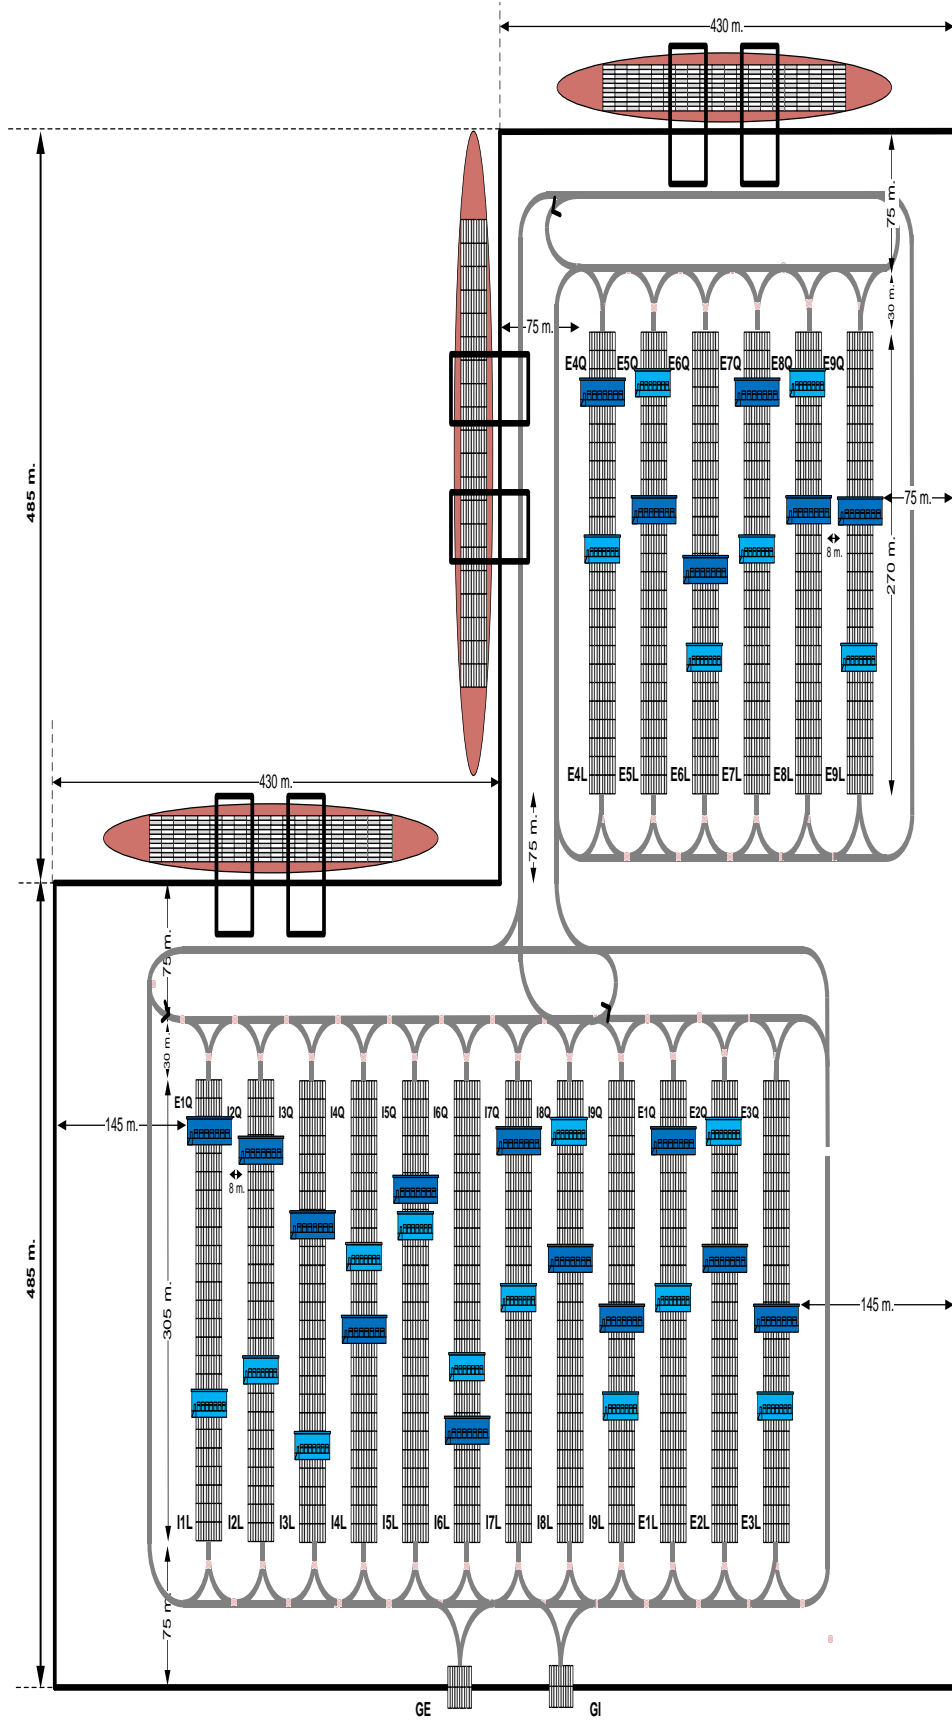 430 m.
75 m.
30 m.
75 m.
E4Q E5Q E6Q E7Q E8Q E9Q
485 m.
75 m.
8 m.
270 m.
E4L E5L E6L E7L E8L E9L
430 m.
75 m.
75 m.
30 m.
E1Q I2Q I3Q I4Q I5Q I6Q I7Q I8Q I9Q E1Q E2Q E3Q
145 m.
8 m.
485 m.
305 m.
145 m.
I1L I2L I3L I4L I5L I6L I7L I8L I9L E1L E2L E3L
75 m.
GE GI